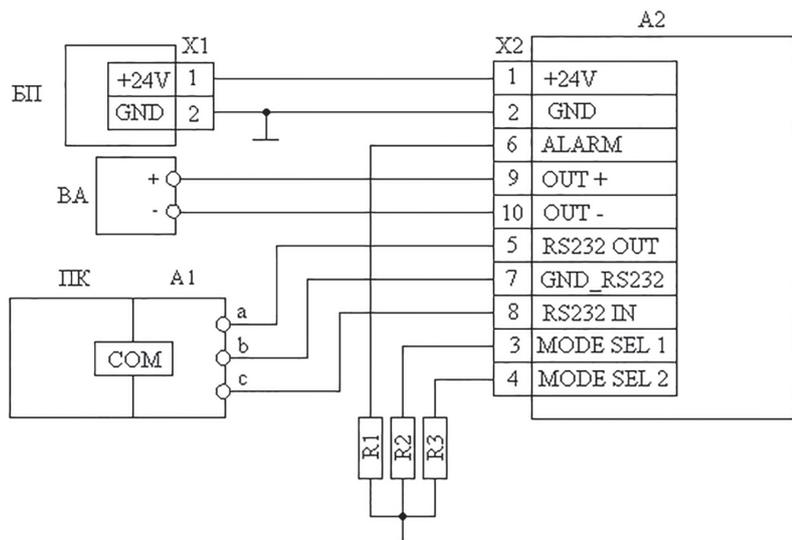 A2
X1
X2
БП
+24V 1
GND 2
1 +24V
2 GND
6 ALARM
9 OUT +
10 OUT -
5 RS232 OUT
7 GND_RS232
8 RS232 IN
3 MODE SEL 1
4 MODE SEL 2
ВА
+
-
ПК
А1
COM
a
b
c
R1
R2
R3